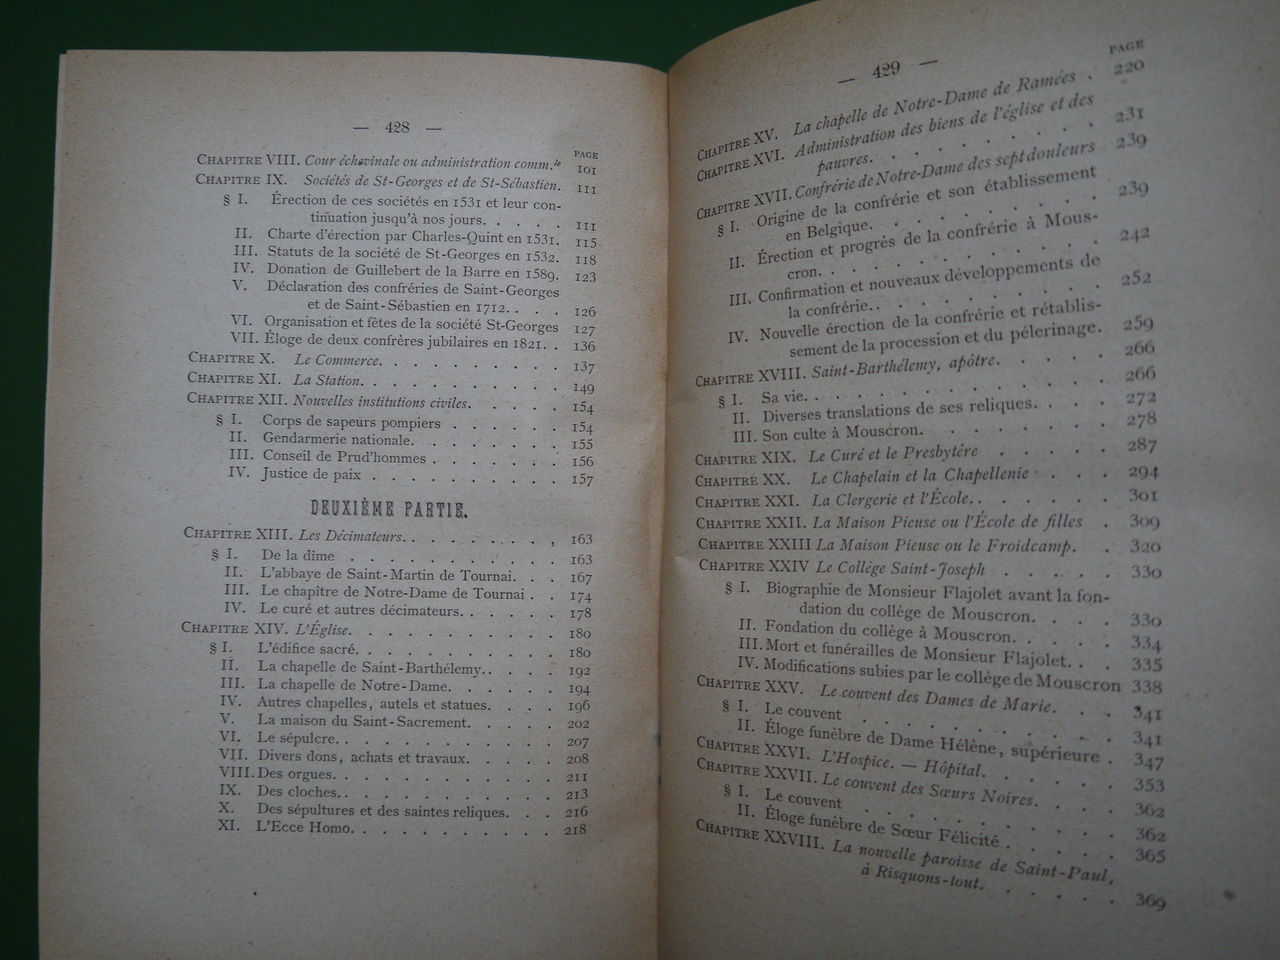 — 428 —
PAGE
CHAPITRE VIII. Cour échevinale ou administration comm.le 101
CHAPITRE IX. Sociétés de St-Georges et de St-Sébastien. 111
§ I. Érection de ces sociétés en 1531 et leur con-
tinuation jusqu'à nos jours. . . . . 111
II. Charte d'érection par Charles-Quint en 1531. 115
III. Statuts de la société de St-Georges en 1532. 118
IV. Donation de Guillebert de la Barre en 1589. 123
V. Déclaration des confréries de Saint-Georges
et de Saint-Sébastien en 1712. . . . 126
VI. Organisation et fêtes de la société St-Georges 127
VII. Éloge de deux confrères jubilaires en 1821. . 136
CHAPITRE X. Le Commerce. . . . . . . . . . 137
CHAPITRE XI. La Station. . . . . . . . . . . 149
CHAPITRE XII. Nouvelles institutions civiles. . . . . 154
§ I. Corps de sapeurs pompiers . . . . . . 154
II. Gendarmerie nationale. . . . . . . . 155
III. Conseil de Prud'hommes . . . . . . . 156
IV. Justice de paix . . . . . . . . . . 157
DEUXIÈME PARTIE.
CHAPITRE XIII. Les Décimateurs. . . . . . . . , 163
§ I. De la dime . . . . . . . . . . . 163
II. L'abbaye de Saint-Martin de Tournai. . . 167
III. Le chapitre de Notre-Dame de Tournai . . 174
IV. Le curé et autres décimateurs. . . . . . 178
CHAPITRE XIV. L'Église. . . . . . . . . . . 180
§ I. L'édifice sacré. . . . . . . . . . . 180
II. La chapelle de Saint-Barthélemy. . . . . 192
III. La chapelle de Notre-Dame. . . . . . . 194
IV. Autres chapelles, autels et statues. . . . . 196
V. La maison du Saint-Sacrement. . . . . . 202
VI. Le sépulcre. . . . . . . . . . . . 207
VII. Divers dons, achats et travaux. . . . . 208
VIII. Des orgues. . . . . . . . . . . . 211
IX. Des cloches. . . . . . . . . . . . 213
X. Des sépultures et des saintes reliques. . . . 216
XI. L'Ecce Homo. . . . . . . . . . . 218
— 429 —
PAGE
CHAPITRE XV. La chapelle de Notre-Dame de Ramées . 220
CHAPITRE XVI. Administration des biens de l'église et des
pauvres. . . . . . . . . 231
CHAPITRE XVII. Confrérie de Notre-Dame des sept douleurs 239
§ I. Origine de la confrérie et son établissement
en Belgique. . . . . . . . . 239
II. Érection et progrès de la confrérie à Mous-
cron. . . . . . . . . . . 242
III. Confirmation et nouveaux développements de
la confrérie. . . . . . . . . 252
IV. Nouvelle érection de la confrérie et rétablis-
sement de la procession et du pélerinage. 259
CHAPITRE XVIII. Saint-Barthélemy, apôtre. . . . . 266
§ I. Sa vie. . . . . . . . . . . . 266
II. Diverses translations de ses reliques. . . . 272
III. Son culte à Mouscron. . . . . . . . 278
CHAPITRE XIX. Le Curé et le Presbytère . . . . . 287
CHAPITRE XX. Le Chapelain et la Chapellenie . . . . 294
CHAPITRE XXI. La Clergerie et l'École. . . . . . 301
CHAPITRE XXII. La Maison Pieuse ou l'École de filles . 309
CHAPITRE XXIII La Maison Pieuse ou le Froidcamp. . . 320
CHAPITRE XXIV Le Collège Saint-Joseph . . . . . 330
§ I. Biographie de Monsieur Flajolet avant la fon-
dation du collège de Mouscron. . . . . 330
II. Fondation du collège à Mouscron. . . . . 334
III. Mort et funérailles de Monsieur Flajolet. . . 335
IV. Modifications subies par le collège de Mouscron 338
CHAPITRE XXV. Le couvent des Dames de Marie. . . . 341
§ I. Le couvent . . . . . . . . . . 341
II. Éloge funèbre de Dame Hélène, supérieure . 347
CHAPITRE XXVI. L'Hospice. — Hôpital. . . . . . 353
CHAPITRE XXVII. Le couvent des Sœurs Noires. . . . 362
§ I. Le couvent . . . . . . . . . . 362
II. Éloge funèbre de Sœur Félicité . . . . . 365
CHAPITRE XXVIII. La nouvelle paroisse de Saint-Paul,
à Risquons-tout. . . . . . . 369